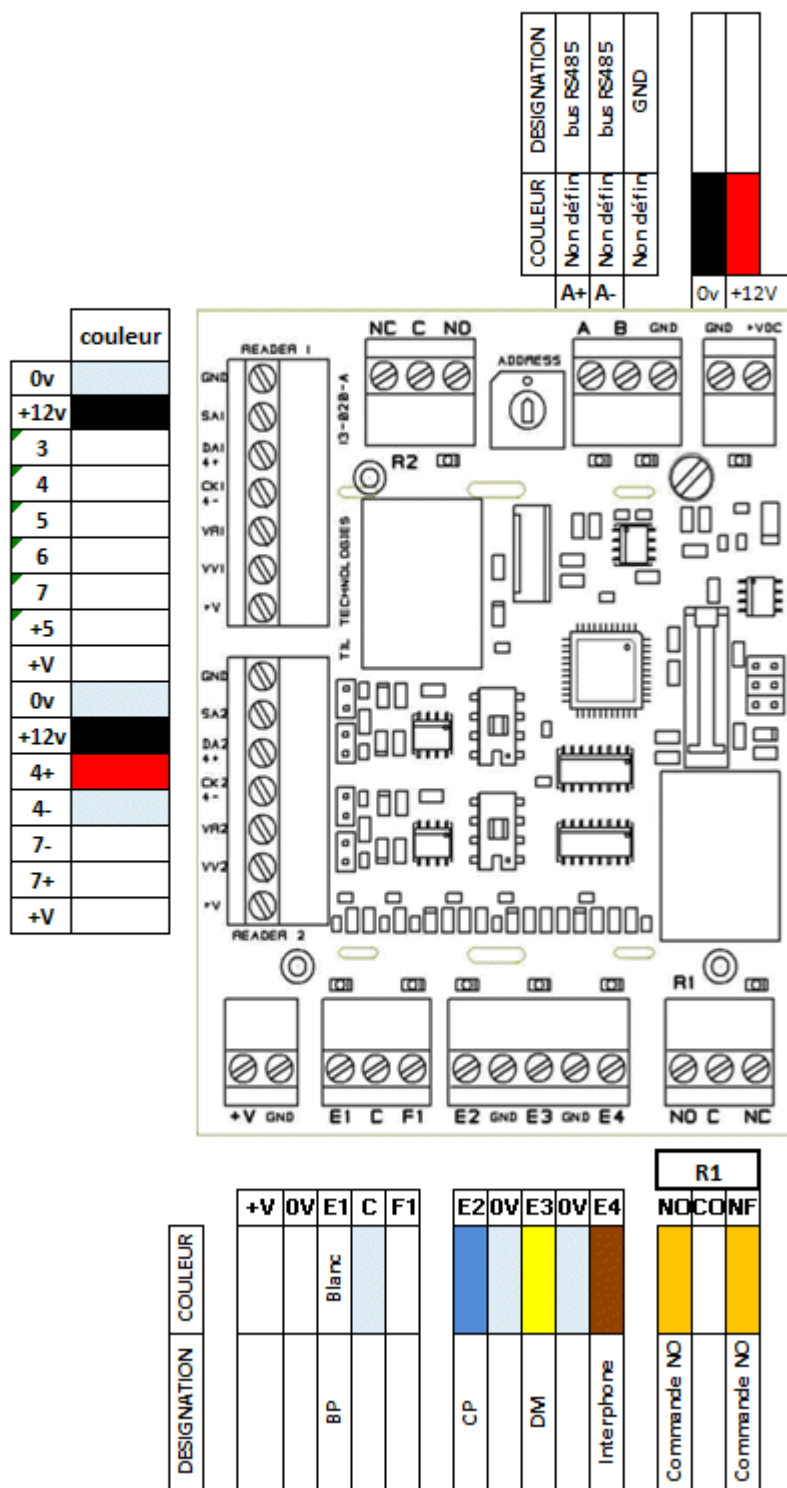 DESIGNATION
bus RS485
bus RS485
GND
COULEUR
Non défin
Non défin
Non défin
A+ A-
0v +12V
couleur
0v
+12v
3
4
5
6
7
+5
+V
0v
+12v
4+
4-
7-
7+
+V
READER 1
GND
SA1
DA1
4+
CK1
4-
VR1
VV1
+V
13-020-A
TIL TECHNOLOGIES
NC C NO
R2
ADDRESS
A B GND
GND +VDC
GND
SA2
DA2
4+
CK2
4-
VR2
VV2
+V
READER 2
R1
+V GND
E1 C F1
E2 GND E3 GND E4
NO C NC
R1
+V 0V E1 C F1
E2 0V E3 0V E4
NO CO NF
COULEUR
Blanc
DESIGNATION
BP
CP
DM
Interphone
Commande NO
Commande NO